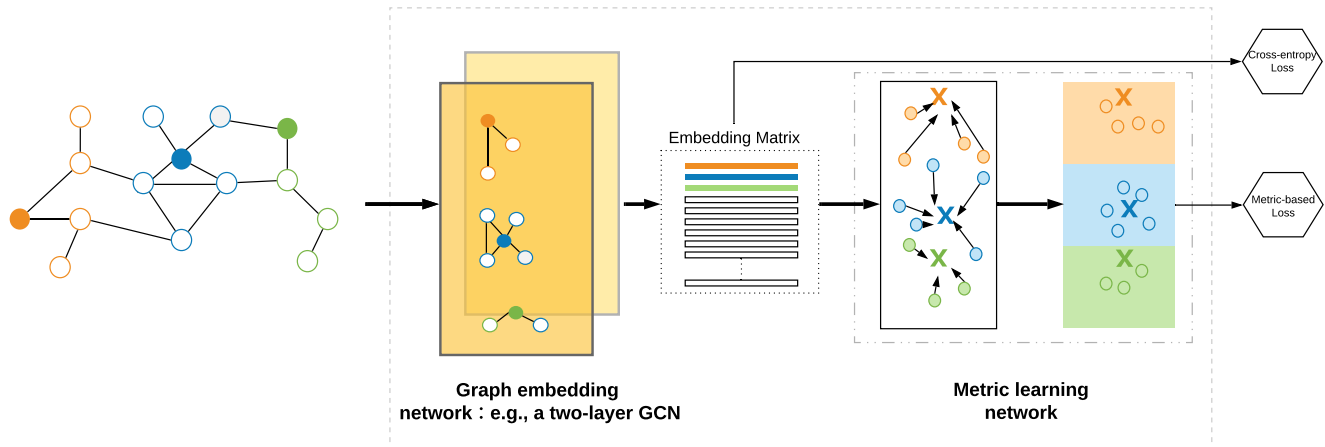 Cross-entropy
Loss
Embedding Matrix
X
X
X
X
X
X
Metric-based
Loss
Graph embedding
network：e.g., a two-layer GCN
Metric learning
network